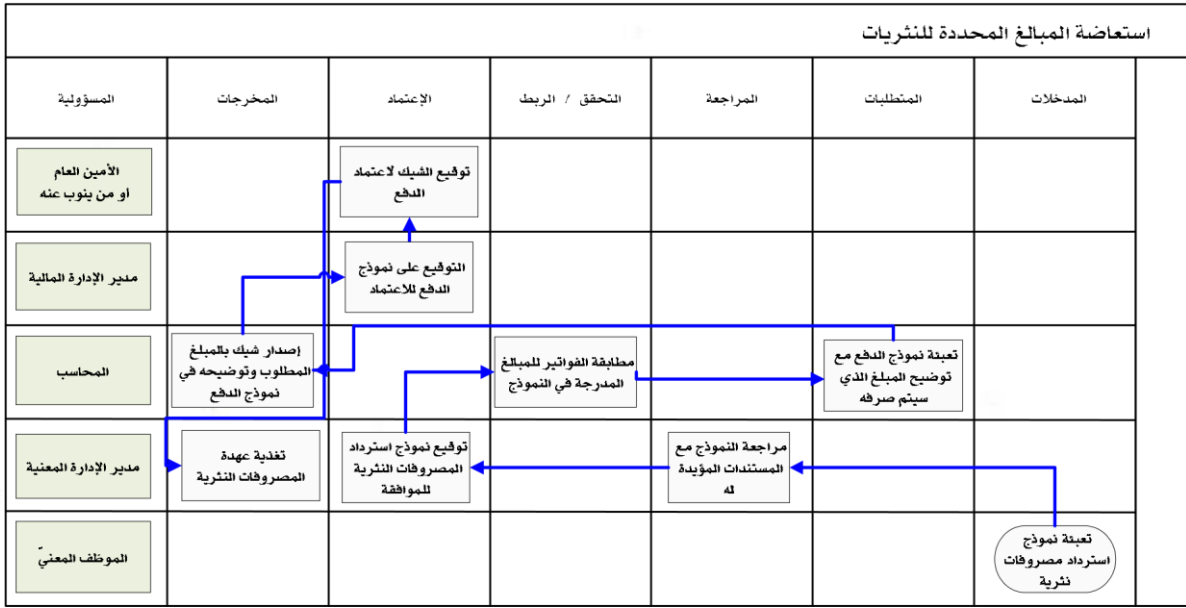 استعاضة المبالغ المحددة للنثريات
المدخلات
المتطلبات
المراجعة
التحقق / الربط
الإعتماد
المخرجات
المسؤولية
توقيع الشيك لاعتماد
الدفع
الأمين العام
او من ينوب عنه
التوقيع على نموذج
الدفع للاعتماد
مدير الإدارة المالية
تعبئة نموذج الدفع مع
توضيح المبلغ الذي
سيتم صرفه
مطابقة الفواتير للمبالغ
المدرجة في النموذج
إصدار شيك بالمبلغ
المطلوب وتوضيحه في
نموذج الدفع
المحاسب
مراجعة النموذج مع
المستندات المؤيدة
له
توقيع نموذج استرداد
المصروفات النثرية
للموافقة
تغذية عهدة
المصروفات النثرية
مدير الإدارة المعنية
تعبئة نموذج
استرداد مصروفات
نثرية
الموظف المعنيّ